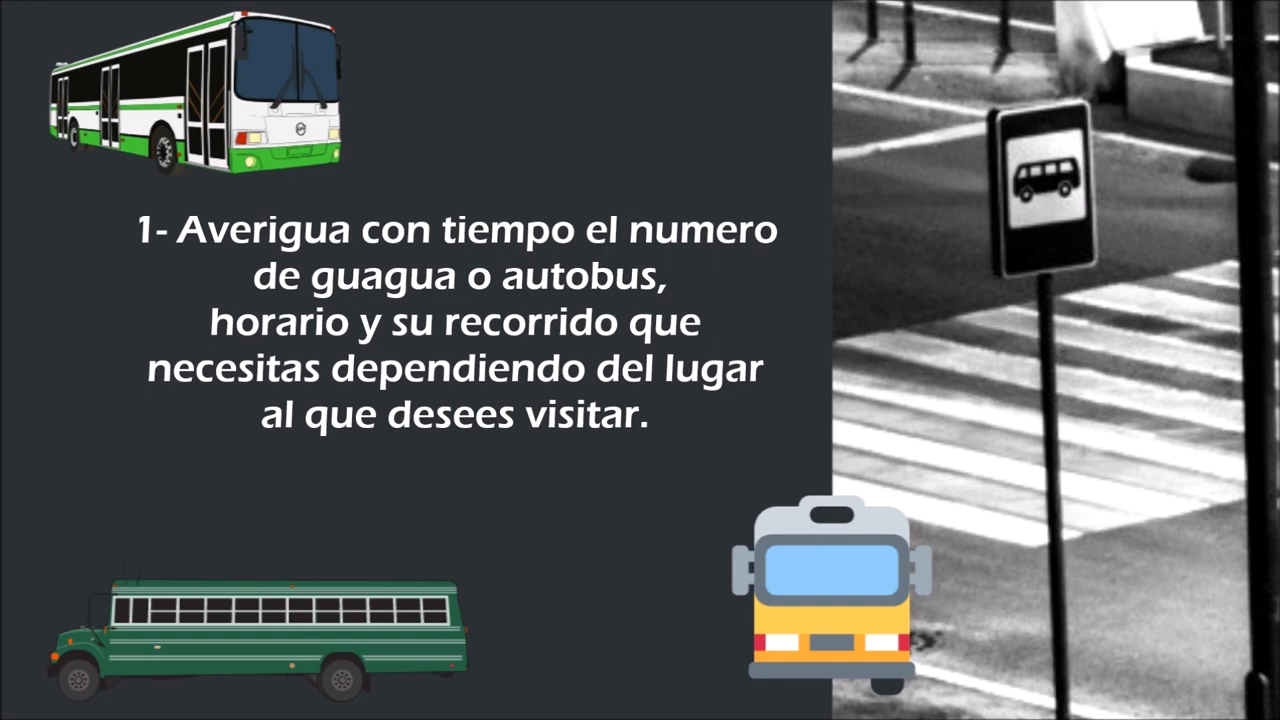 1- Averigua con tiempo el numero
de guagua o autobus,
horario y su recorrido que
necesitas dependiendo del lugar
al que desees visitar.